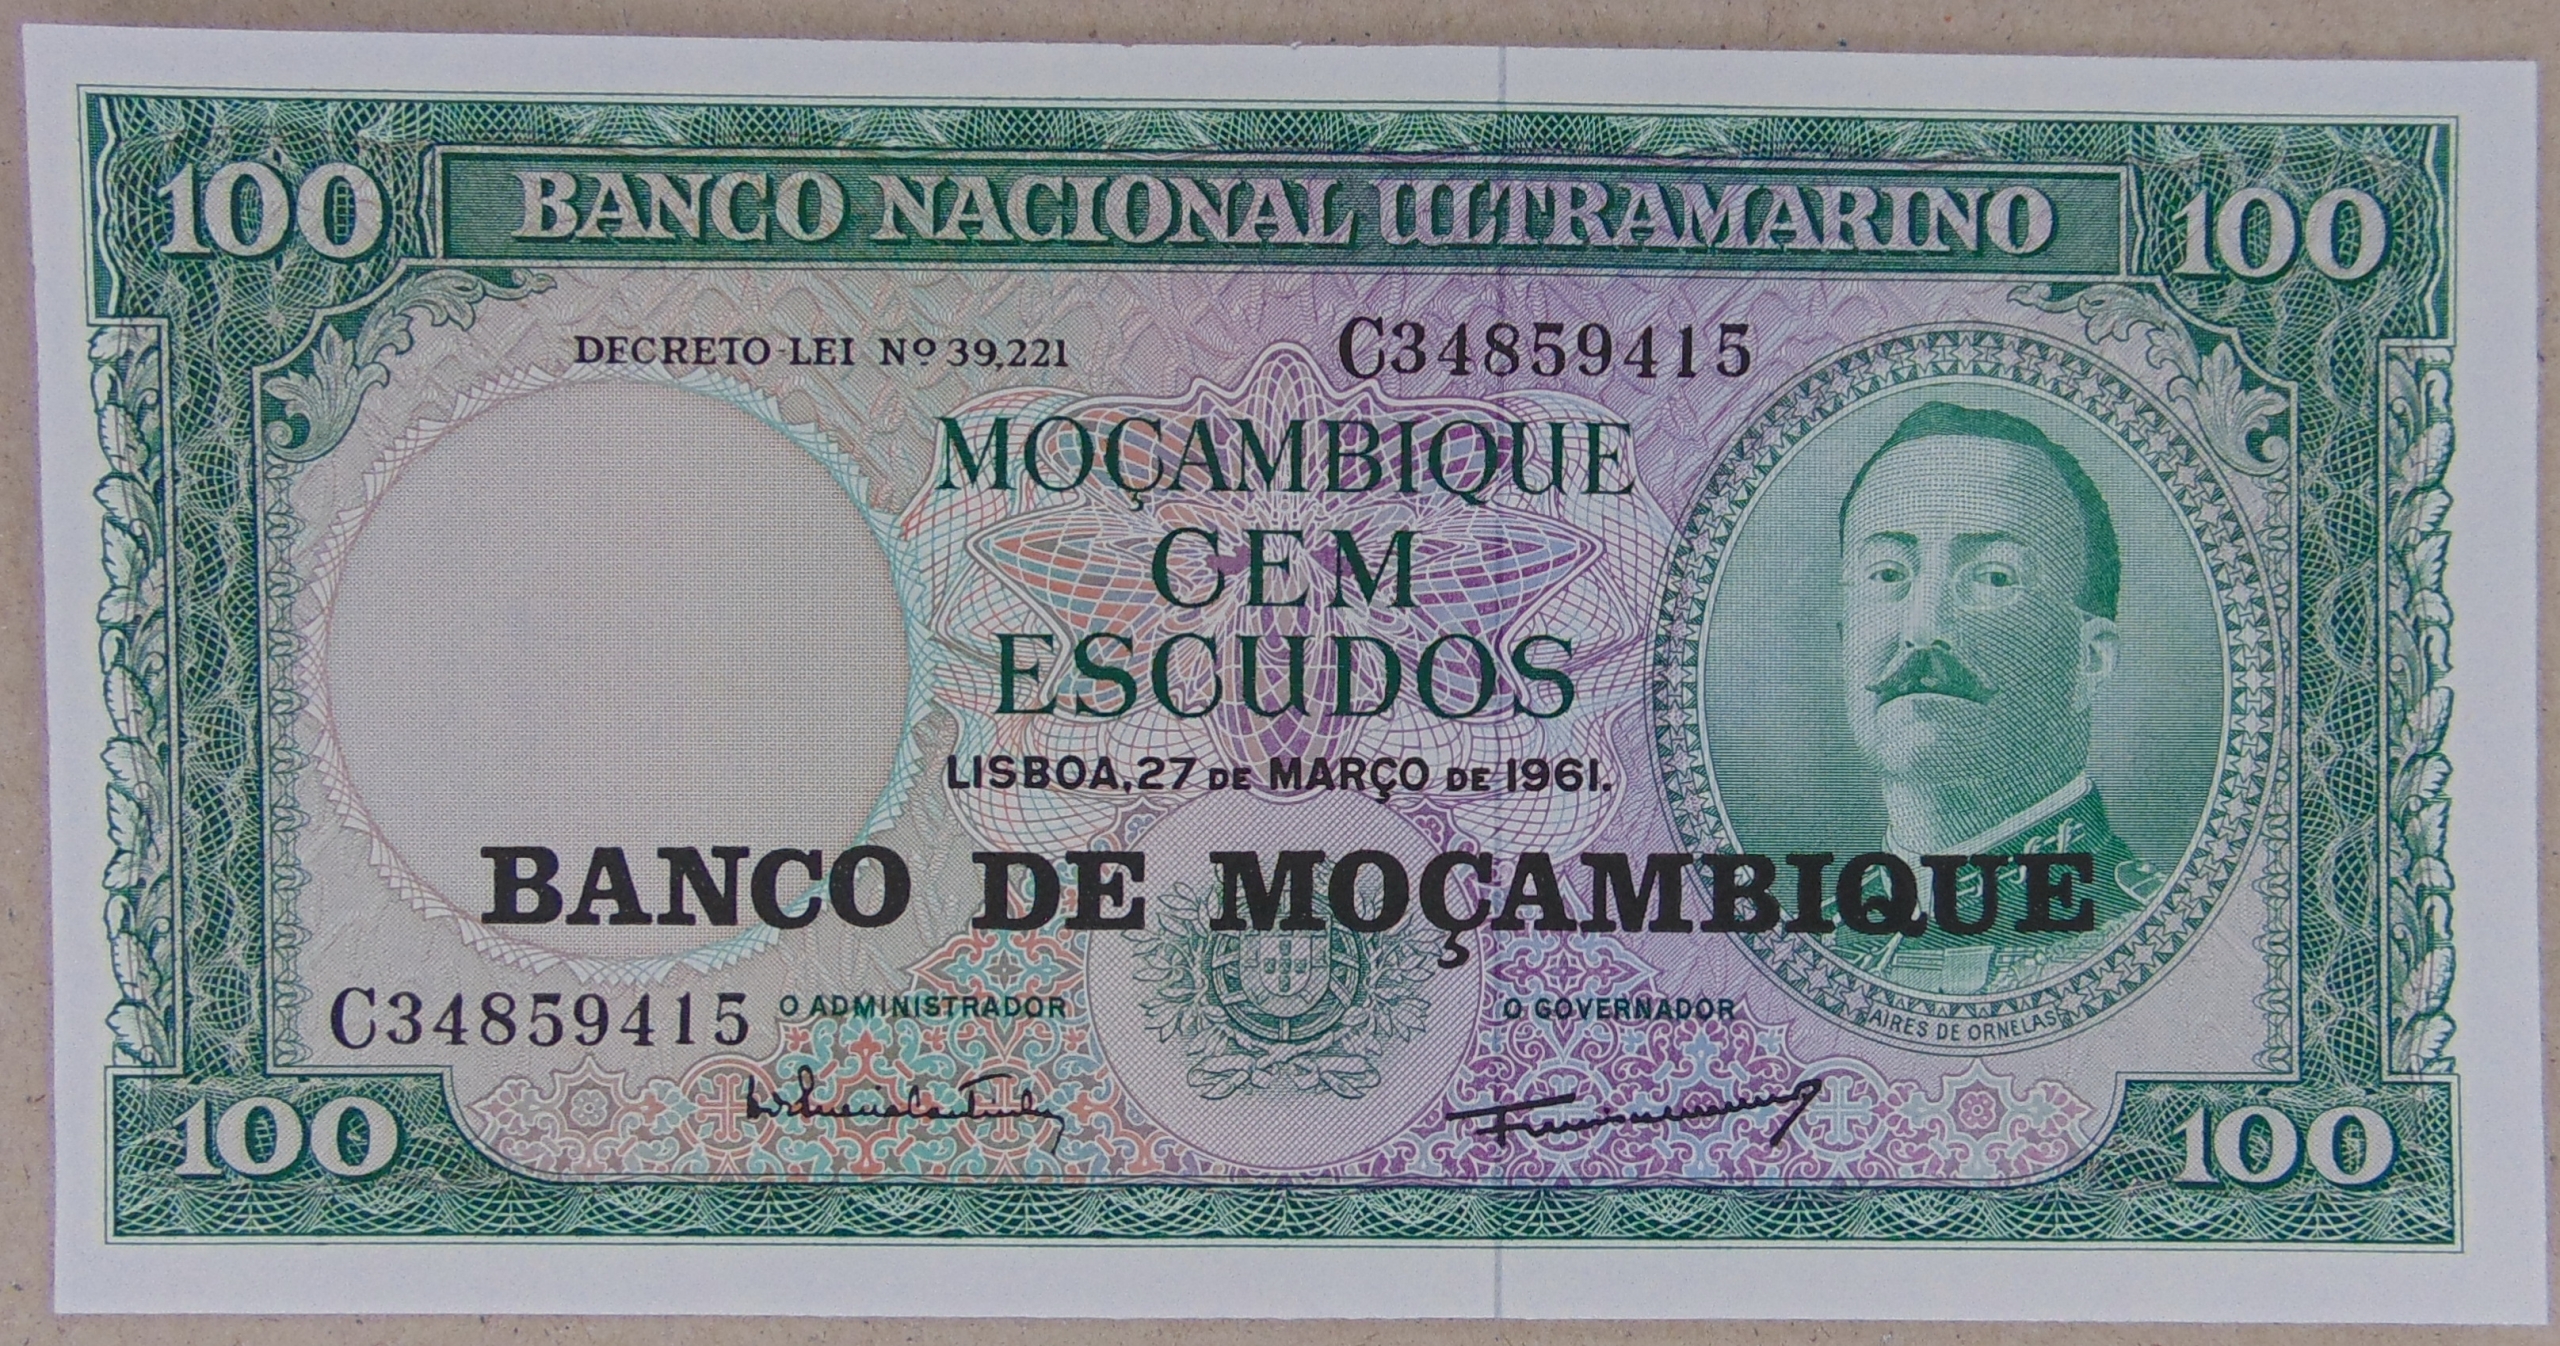 100 BANCO NACIONAL ULTRAMARINO 100
DECRETO-LEI Nº 39,221
C34859415
MOÇAMBIQUE
CEM
ESCUDOS
LISBOA, 27 DE MARÇO DE 1961.
BANCO DE MOÇAMBIQUE
C34859415
O ADMINISTRADOR
O GOVERNADOR
AIRES DE ORNELAS
100 100